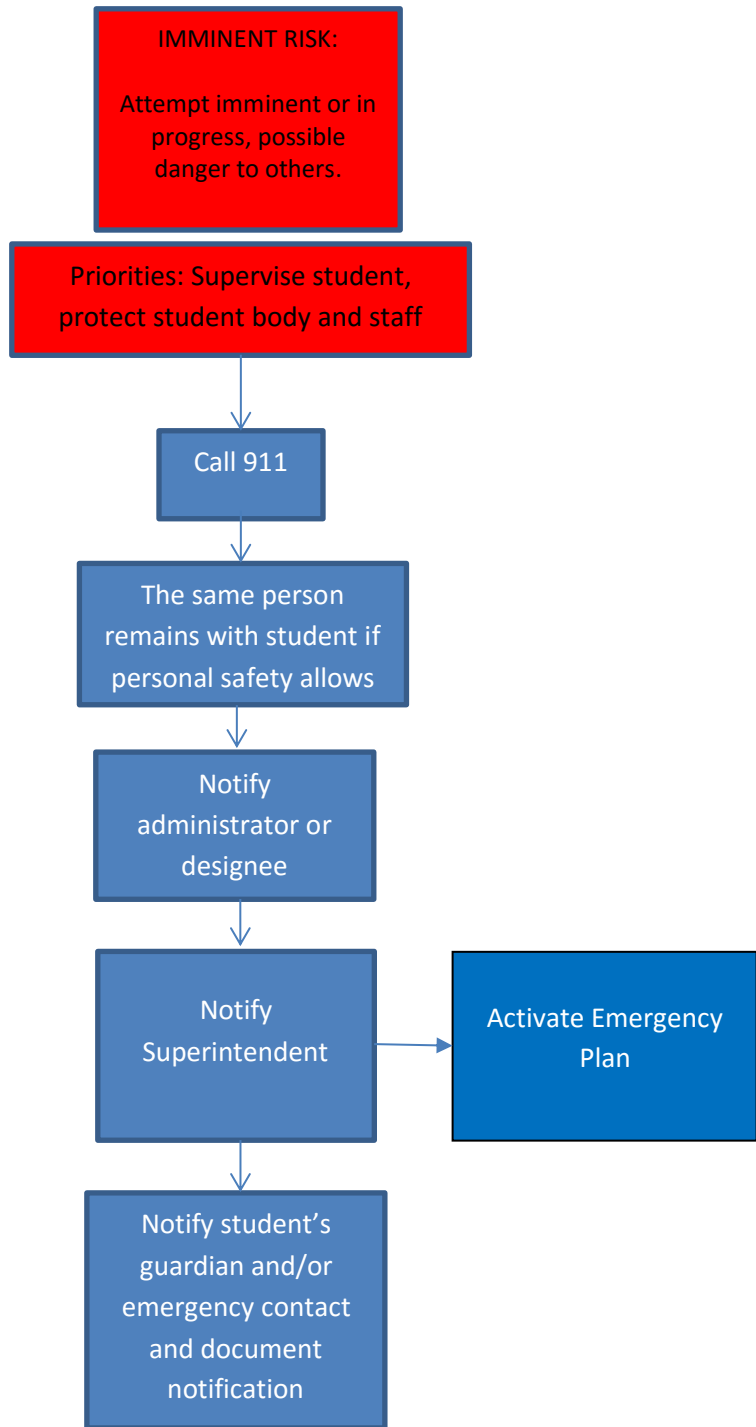 IMMINENT RISK:
Attempt imminent or in
progress, possible
danger to others.
Priorities: Supervise student,
protect student body and staff
Call 911
The same person
remains with student if
personal safety allows
Notify
administrator or
designee
Notify
Superintendent
Activate Emergency
Plan
Notify student’s
guardian and/or
emergency contact
and document
notification